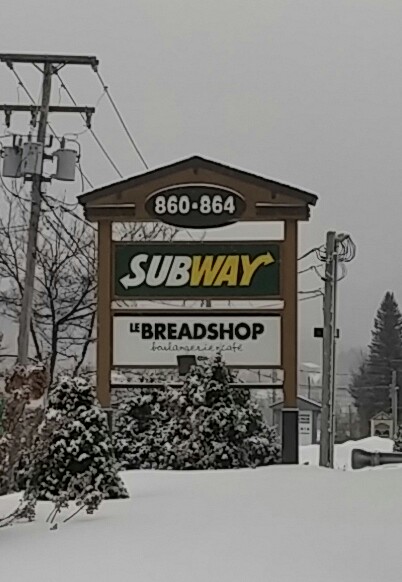 860•864
SUBWAY
LE BREADSHOP
boulangerie • café